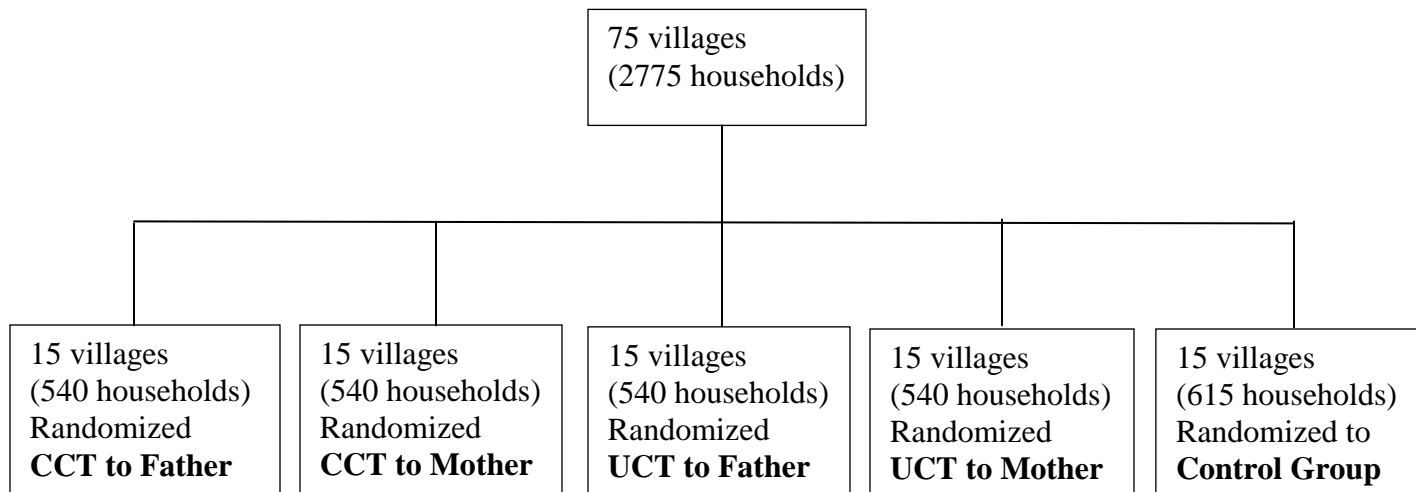 75 villages
(2775 households)
15 villages
(540 households)
Randomized
CCT to Father
15 villages
(540 households)
Randomized
CCT to Mother
15 villages
(540 households)
Randomized
UCT to Father
15 villages
(540 households)
Randomized
UCT to Mother
15 villages
(615 households)
Randomized to
Control Group